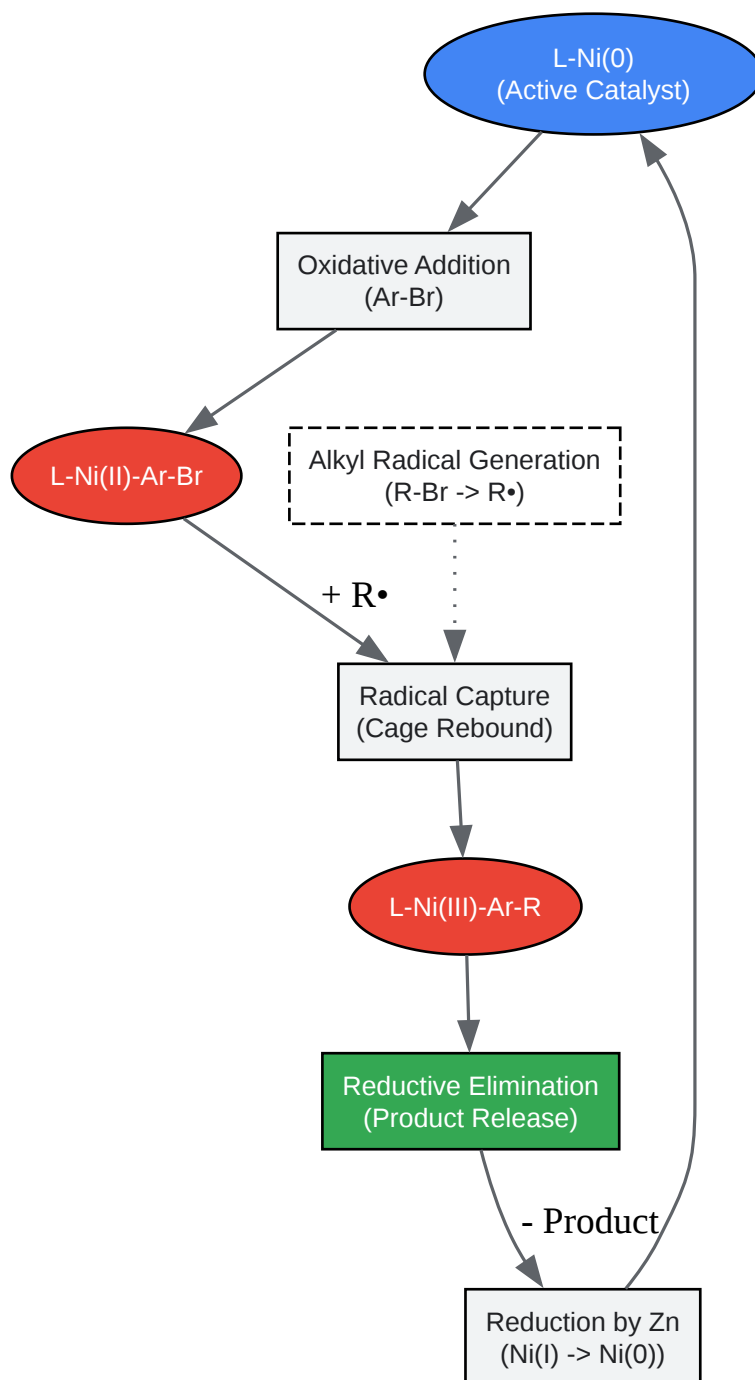 L-Ni(0)
(Active Catalyst)
Oxidative Addition
(Ar-Br)
L-Ni(II)-Ar-Br
Alkyl Radical Generation
(R-Br -> R•)
+ R•
Radical Capture
(Cage Rebound)
L-Ni(III)-Ar-R
Reductive Elimination
(Product Release)
- Product
Reduction by Zn
(Ni(I) -> Ni(0))